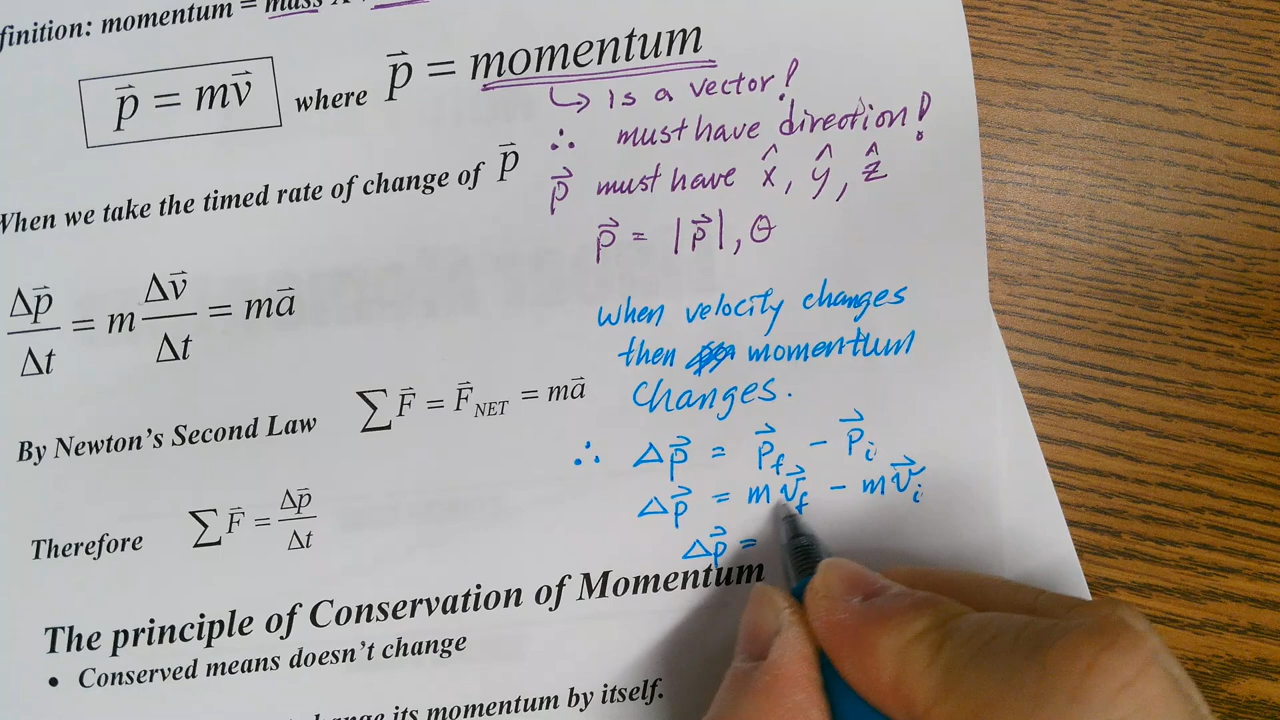 finition: momentum = mass
p⃗ = mv⃗ where p⃗ = momentum
↳ is a vector!
∴ must have direction!
When we take the timed rate of change of p⃗
p⃗ must have x̂, ŷ, ẑ
p⃗ = |p⃗|, θ
Δp⃗/Δt = m Δv⃗/Δt = ma⃗
when velocity changes
then momentum
changes.
By Newton's Second Law ∑F⃗ = F⃗NET = ma⃗
∴ Δp⃗ = p⃗f - p⃗i
Δp⃗ = mv⃗f - mv⃗i
Δp⃗ =
Therefore ∑F⃗ = Δp⃗/Δt
The principle of Conservation of Momentum
• Conserved means doesn't change
its momentum by itself.